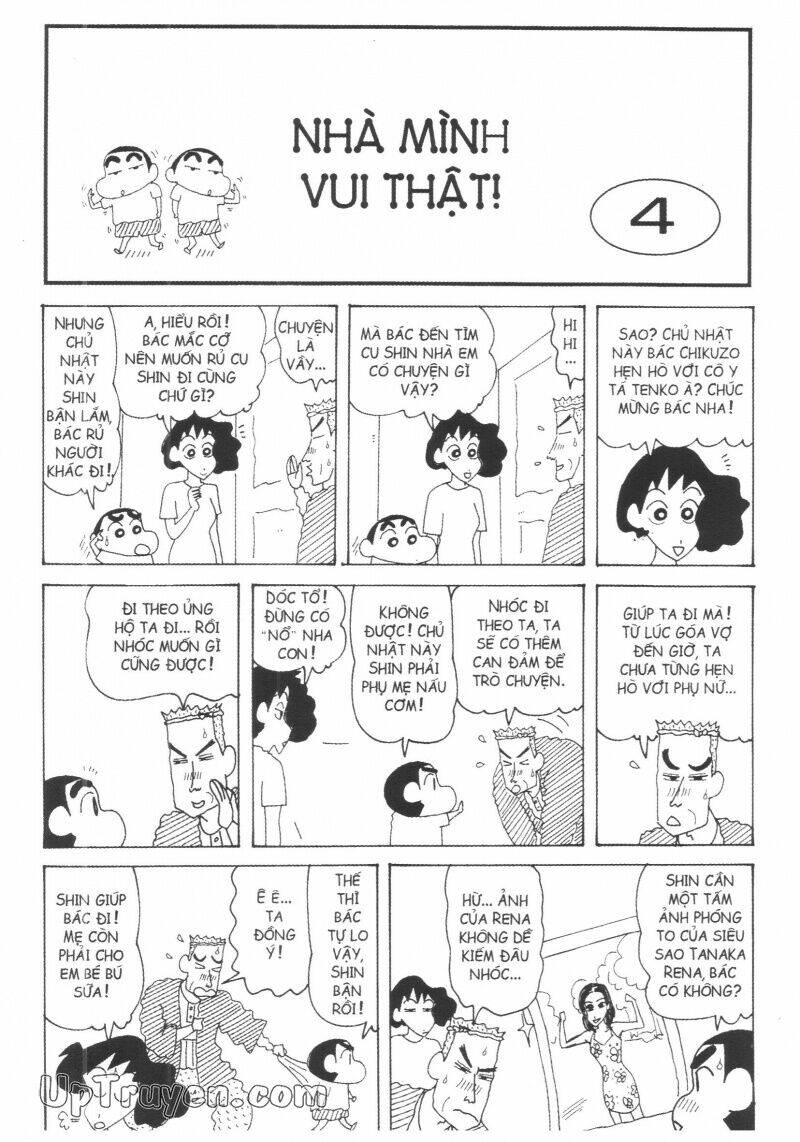 NHÀ MÌNH
VUI THẬT!
4
SAO? CHỦ NHẬT
NÀY BÁC CHIKUZO
HẸN HÒ VỚI CÔ Y
TÁ TENKO À? CHÚC
MỪNG BÁC NHA!
HI
HI
...
MÀ BÁC ĐẾN TÌM
CU SHIN NHÀ EM
CÓ CHUYỆN GÌ
VẬY?
CHUYỆN
LÀ
VẦY...
A, HIỂU RỒI!
BÁC MẮC CỠ
NÊN MUỐN RỦ CU
SHIN ĐI CÙNG
CHỨ GÌ?
NHƯNG
CHỦ
NHẬT
NÀY
SHIN
BẬN LẮM,
BÁC RỦ
NGƯỜI
KHÁC ĐI!
GIÚP TA ĐI MÀ!
TỪ LÚC GÓA VỢ
ĐẾN GIỜ, TA
CHƯA TỪNG HẸN
HÒ VỚI PHỤ NỮ...
NHÓC ĐI
THEO TA, TA
SẼ CÓ THÊM
CAN ĐẢM ĐỂ
TRÒ CHUYỆN.
KHÔNG
ĐƯỢC! CHỦ
NHẬT NÀY
SHIN PHẢI
PHỤ MẸ NẤU
CƠM!
DÓC TỔ!
ĐỪNG CÓ
"NỔ" NHA
CON!
ĐI THEO ỦNG
HỘ TA ĐI... RỒI
NHÓC MUỐN GÌ
CŨNG ĐƯỢC!
SHIN CẦN
MỘT TẤM
ẢNH PHÓNG
TO CỦA SIÊU
SAO TANAKA
RENA, BÁC
CÓ KHÔNG?
HỪ... ẢNH
CỦA RENA
KHÔNG DỄ
KIẾM ĐÂU
NHÓC...
THẾ
THÌ
BÁC
TỰ LO
VẬY,
SHIN
BẬN
RỒI!
Ê Ê...
TA
ĐỒNG
Ý!
SHIN GIÚP
BÁC ĐI!
MẸ CÒN
PHẢI CHO
EM BÉ BÚ
SỮA!
UpTruyen.com